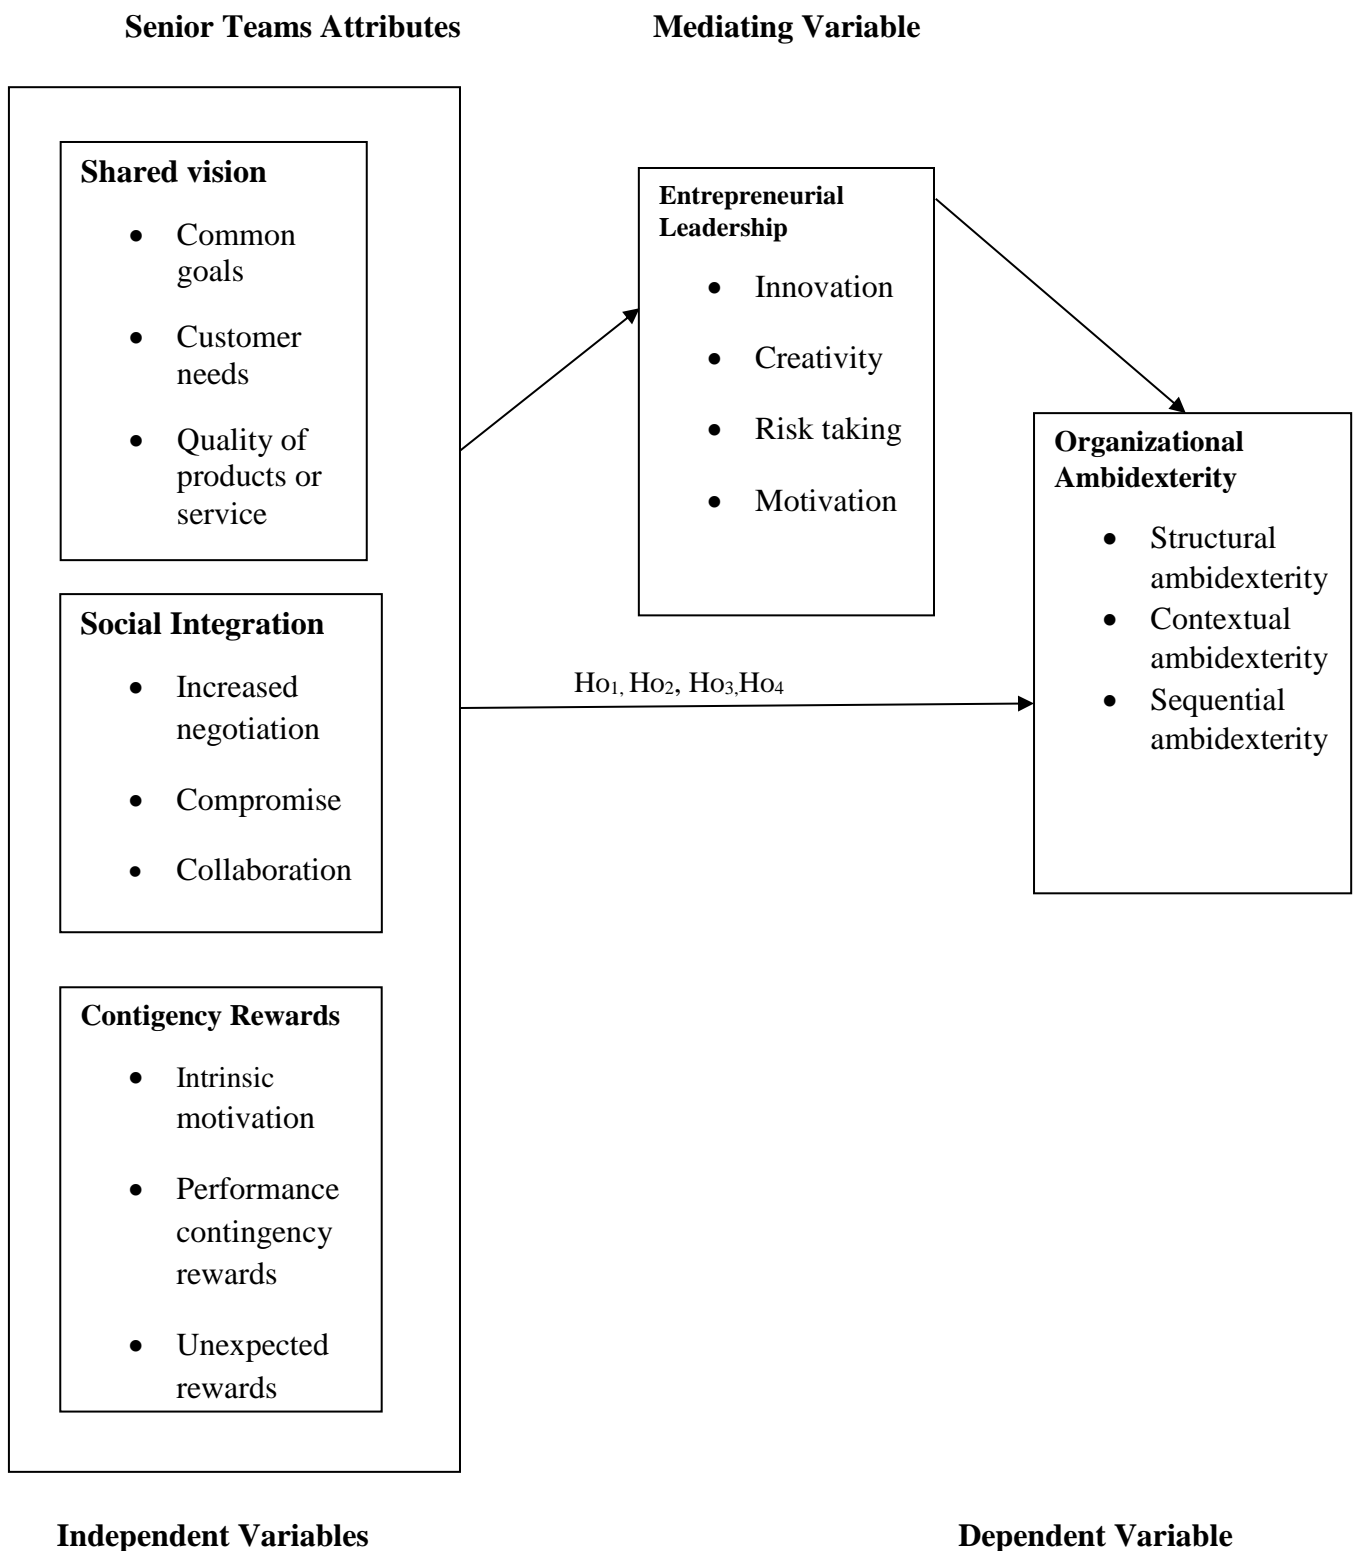 Senior Teams Attributes
Mediating Variable
Shared vision
• Common
goals
• Customer
needs
• Quality of
products or
service
Social Integration
• Increased
negotiation
• Compromise
• Collaboration
Contigency Rewards
• Intrinsic
motivation
• Performance
contingency
rewards
• Unexpected
rewards
Entrepreneurial
Leadership
• Innovation
• Creativity
• Risk taking
• Motivation
Ho1, Ho2, Ho3,Ho4
Organizational
Ambidexterity
• Structural
ambidexterity
• Contextual
ambidexterity
• Sequential
ambidexterity
Independent Variables
Dependent Variable